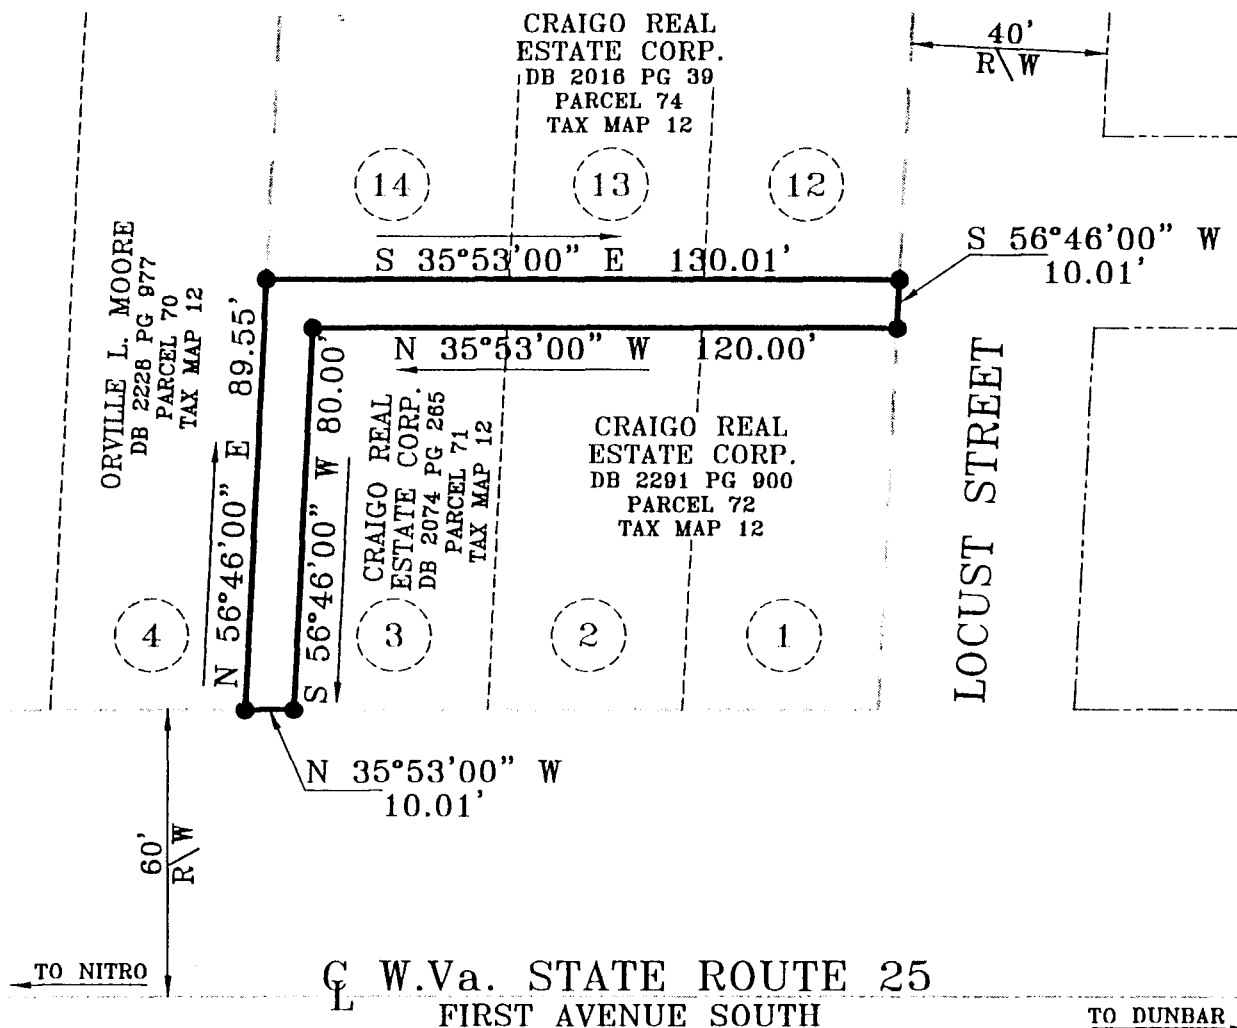 CRAIGO REAL
ESTATE CORP.
DB 2016 PG 39
PARCEL 74
TAX MAP 12
40'
R\W
14
13
12
S 35°53'00" E 130.01'
S 56°46'00" W
10.01'
ORVILLE L. MOORE
DB 2228 PG 977
PARCEL 70
TAX MAP 12
N 56°46'00" E 89.55'
S 56°46'00" W 80.00'
N 35°53'00" W 120.00'
CRAIGO REAL
ESTATE CORP.
DB 2074 PG 265
PARCEL 71
TAX MAP 12
CRAIGO REAL
ESTATE CORP.
DB 2291 PG 900
PARCEL 72
TAX MAP 12
LOCUST STREET
4
3
2
1
N 35°53'00" W
10.01'
60'
R\W
TO NITRO
CL W.Va. STATE ROUTE 25
FIRST AVENUE SOUTH
TO DUNBAR